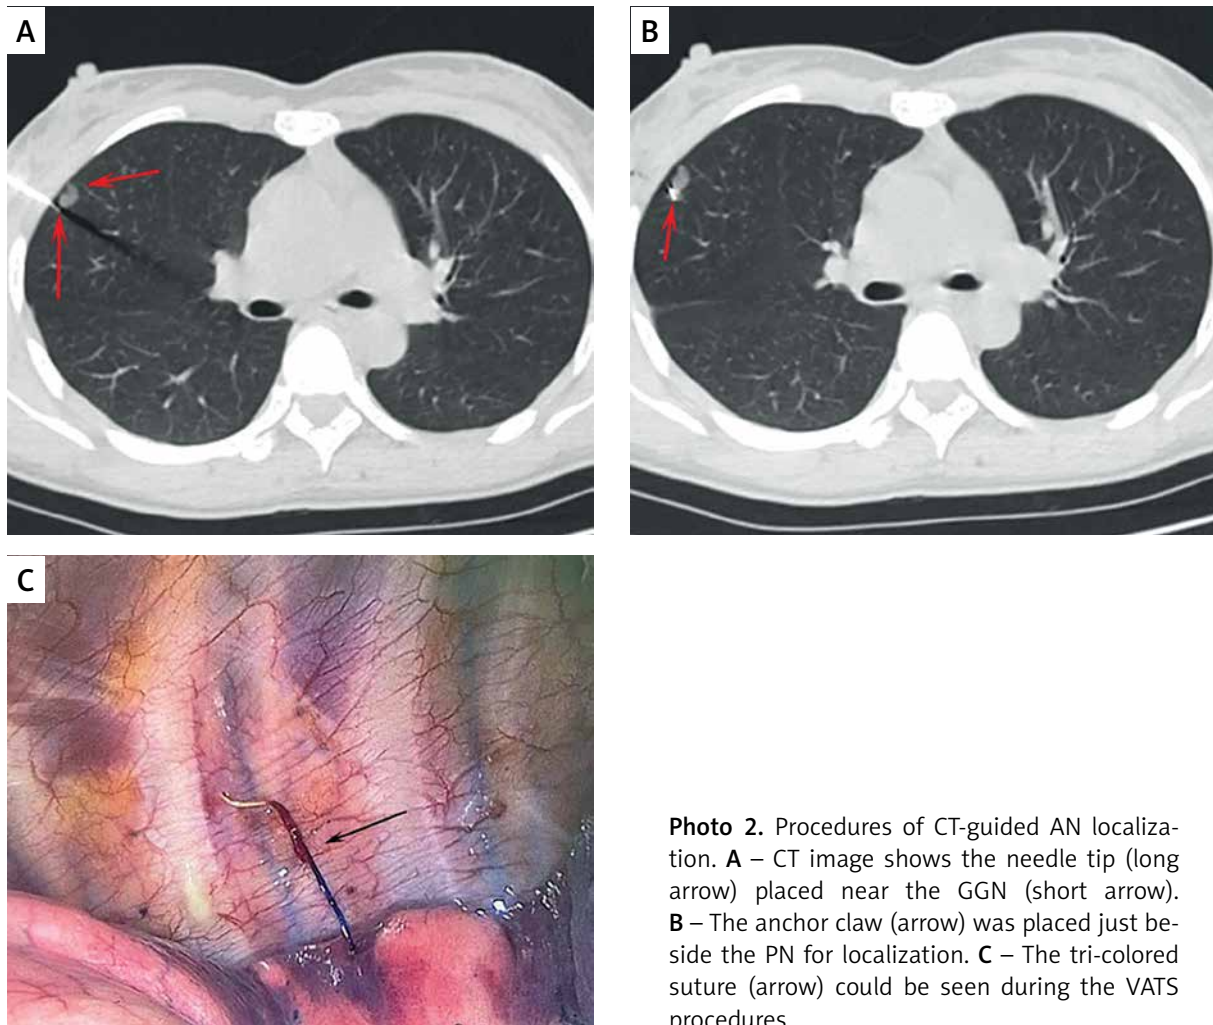 A
B
C
Photo 2. Procedures of CT-guided AN localiza-
tion. A – CT image shows the needle tip (long
arrow) placed near the GGN (short arrow).
B – The anchor claw (arrow) was placed just be-
side the PN for localization. C – The tri-colored
suture (arrow) could be seen during the VATS
procedures